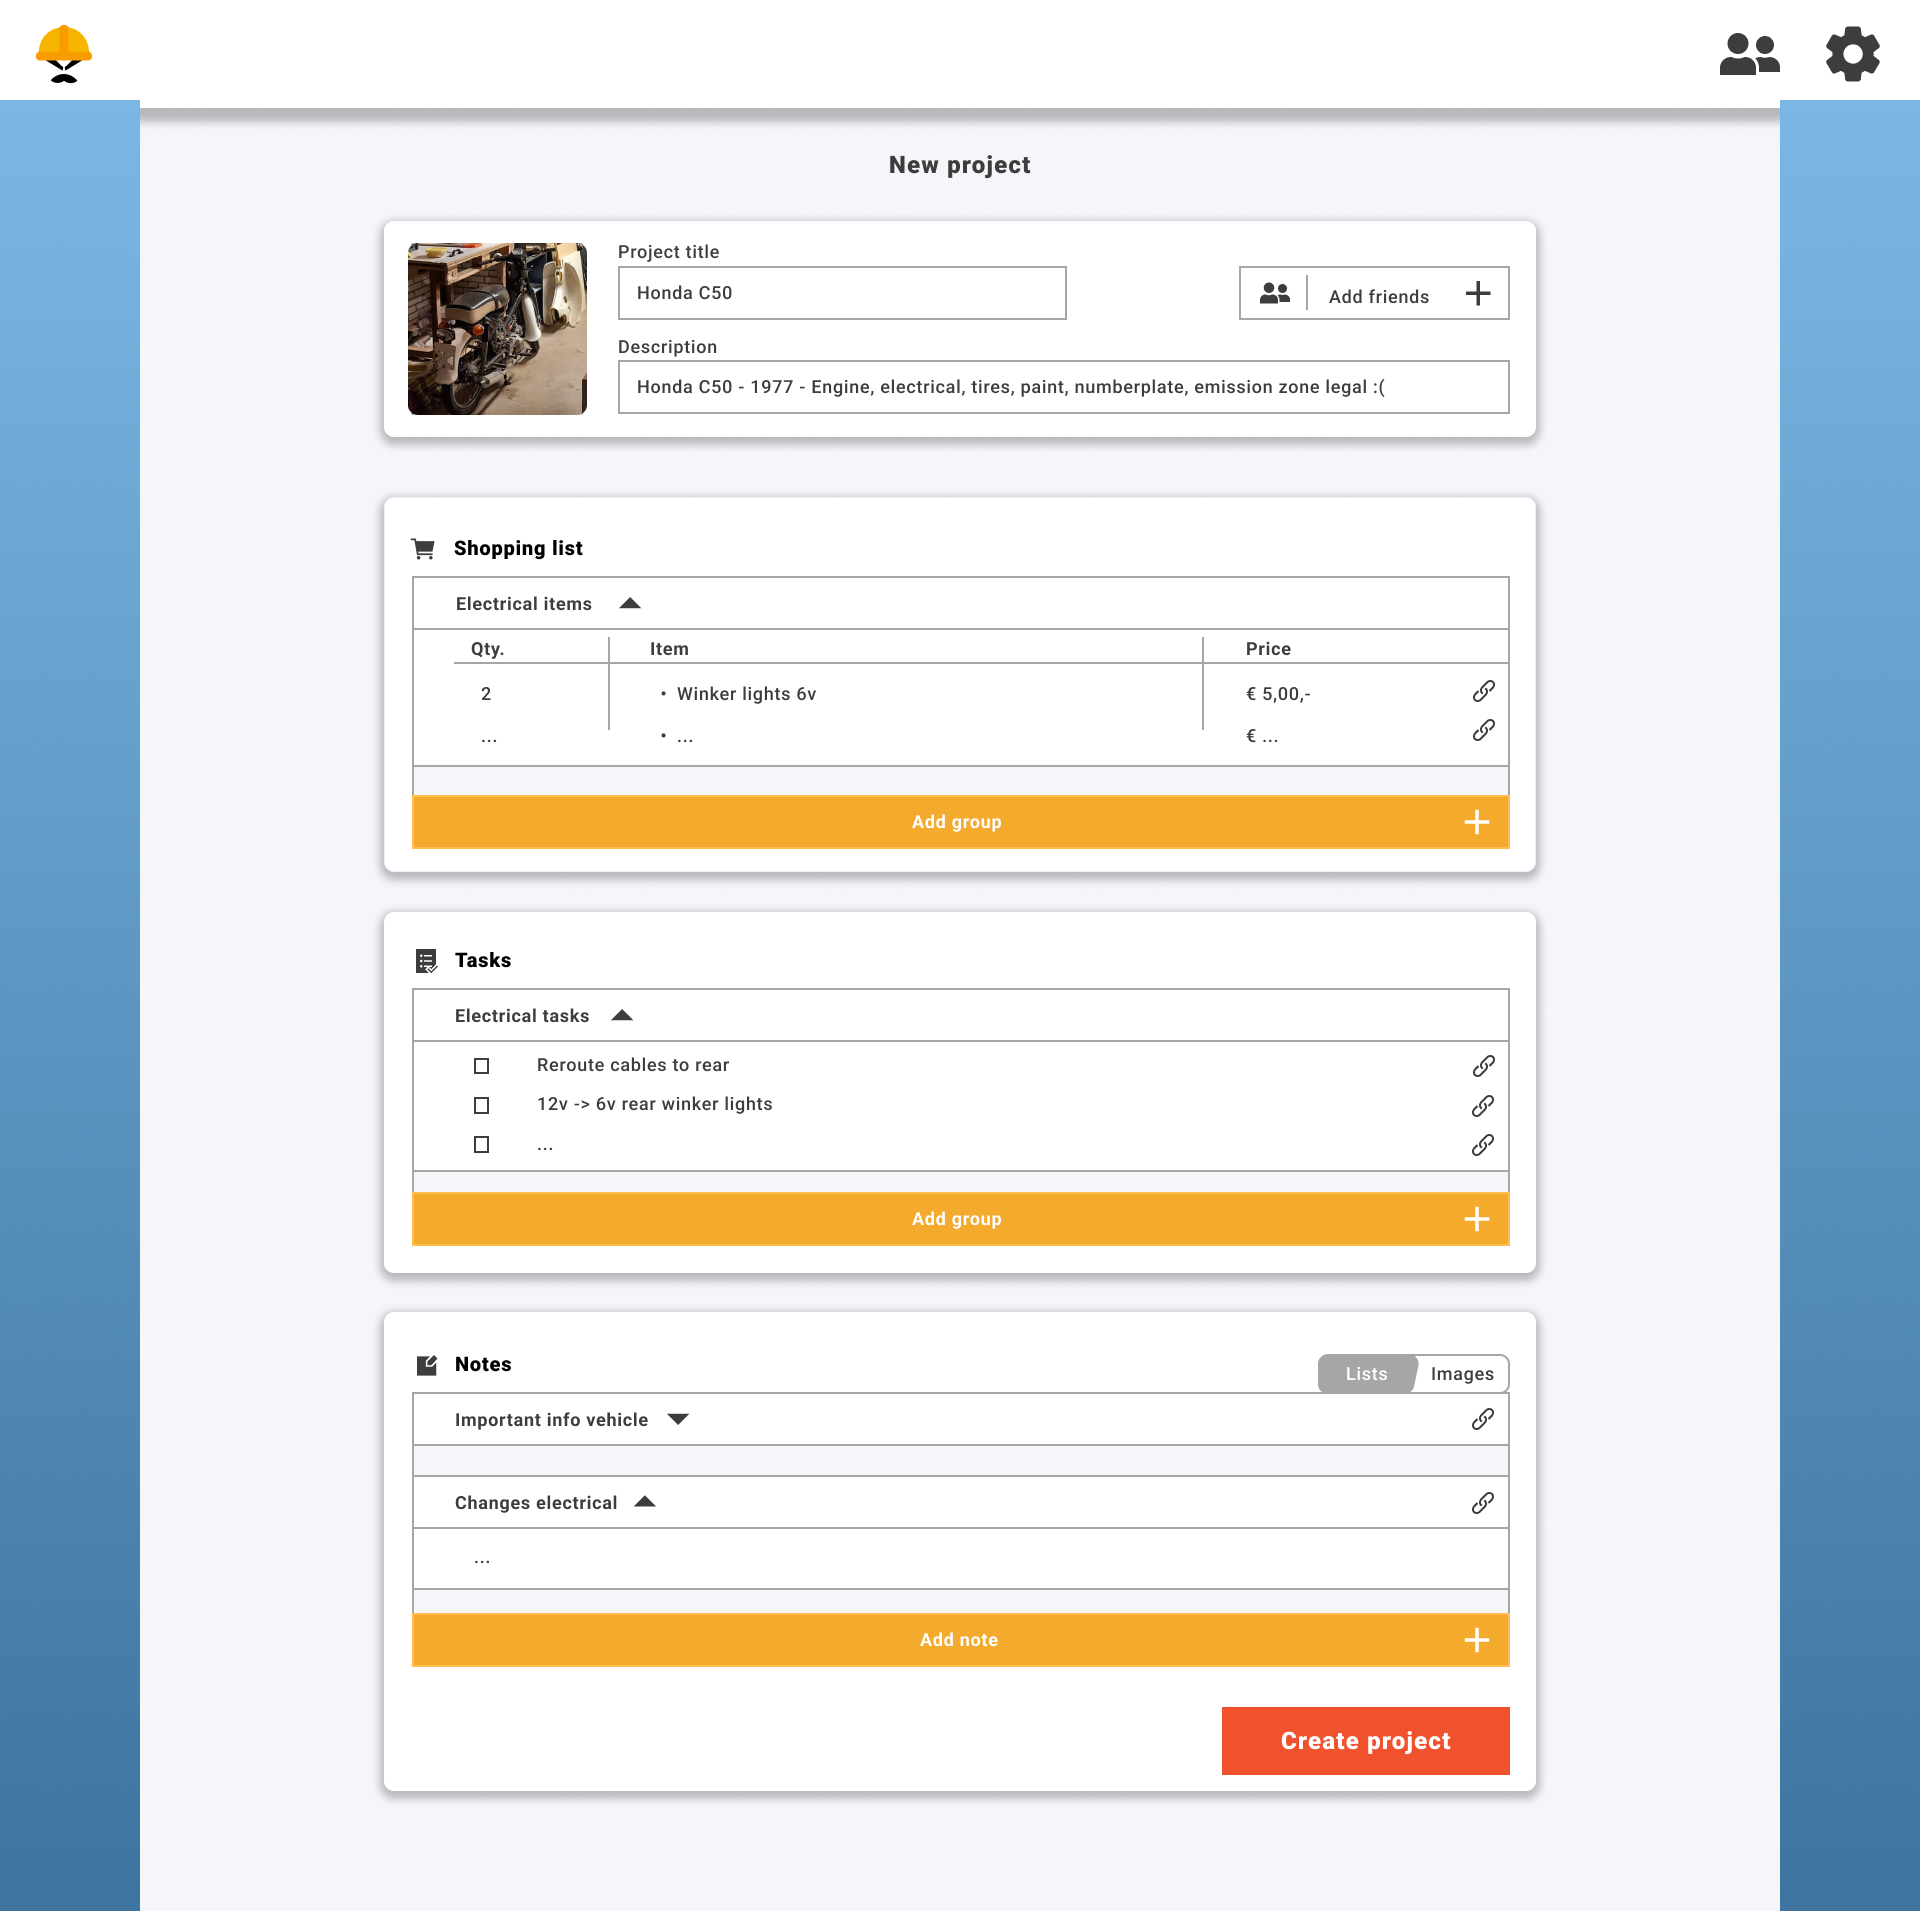 New project
Project title
Honda C50
Add friends
Description
Honda C50 - 1977 - Engine, electrical, tires, paint, numberplate, emission zone legal :(
Shopping list
Electrical items
Qty. Item Price
2 • Winker lights 6v € 5,00,-
... • ... € ...
Add group
Tasks
Electrical tasks
Reroute cables to rear
12v -> 6v rear winker lights
...
Add group
Notes
Lists Images
Important info vehicle
Changes electrical
...
Add note
Create project